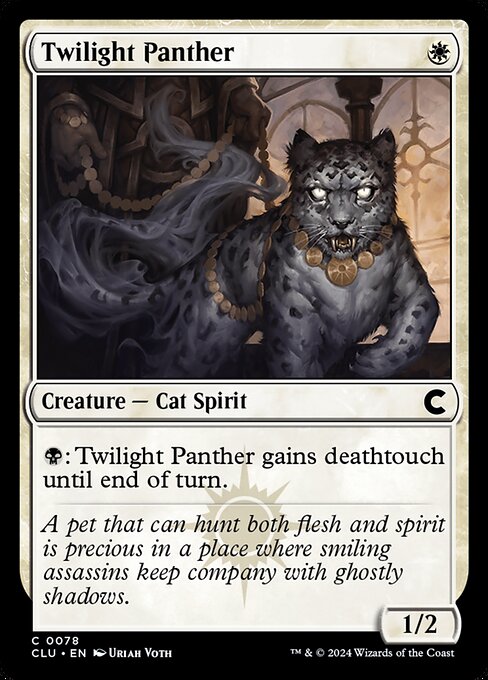 Twilight Panther
Creature — Cat Spirit
: Twilight Panther gains deathtouch
until end of turn.
A pet that can hunt both flesh and spirit
is precious in a place where smiling
assassins keep company with ghostly
shadows.
1/2
C 0078
CLU • EN Uriah Voth
™ & © 2024 Wizards of the Coast